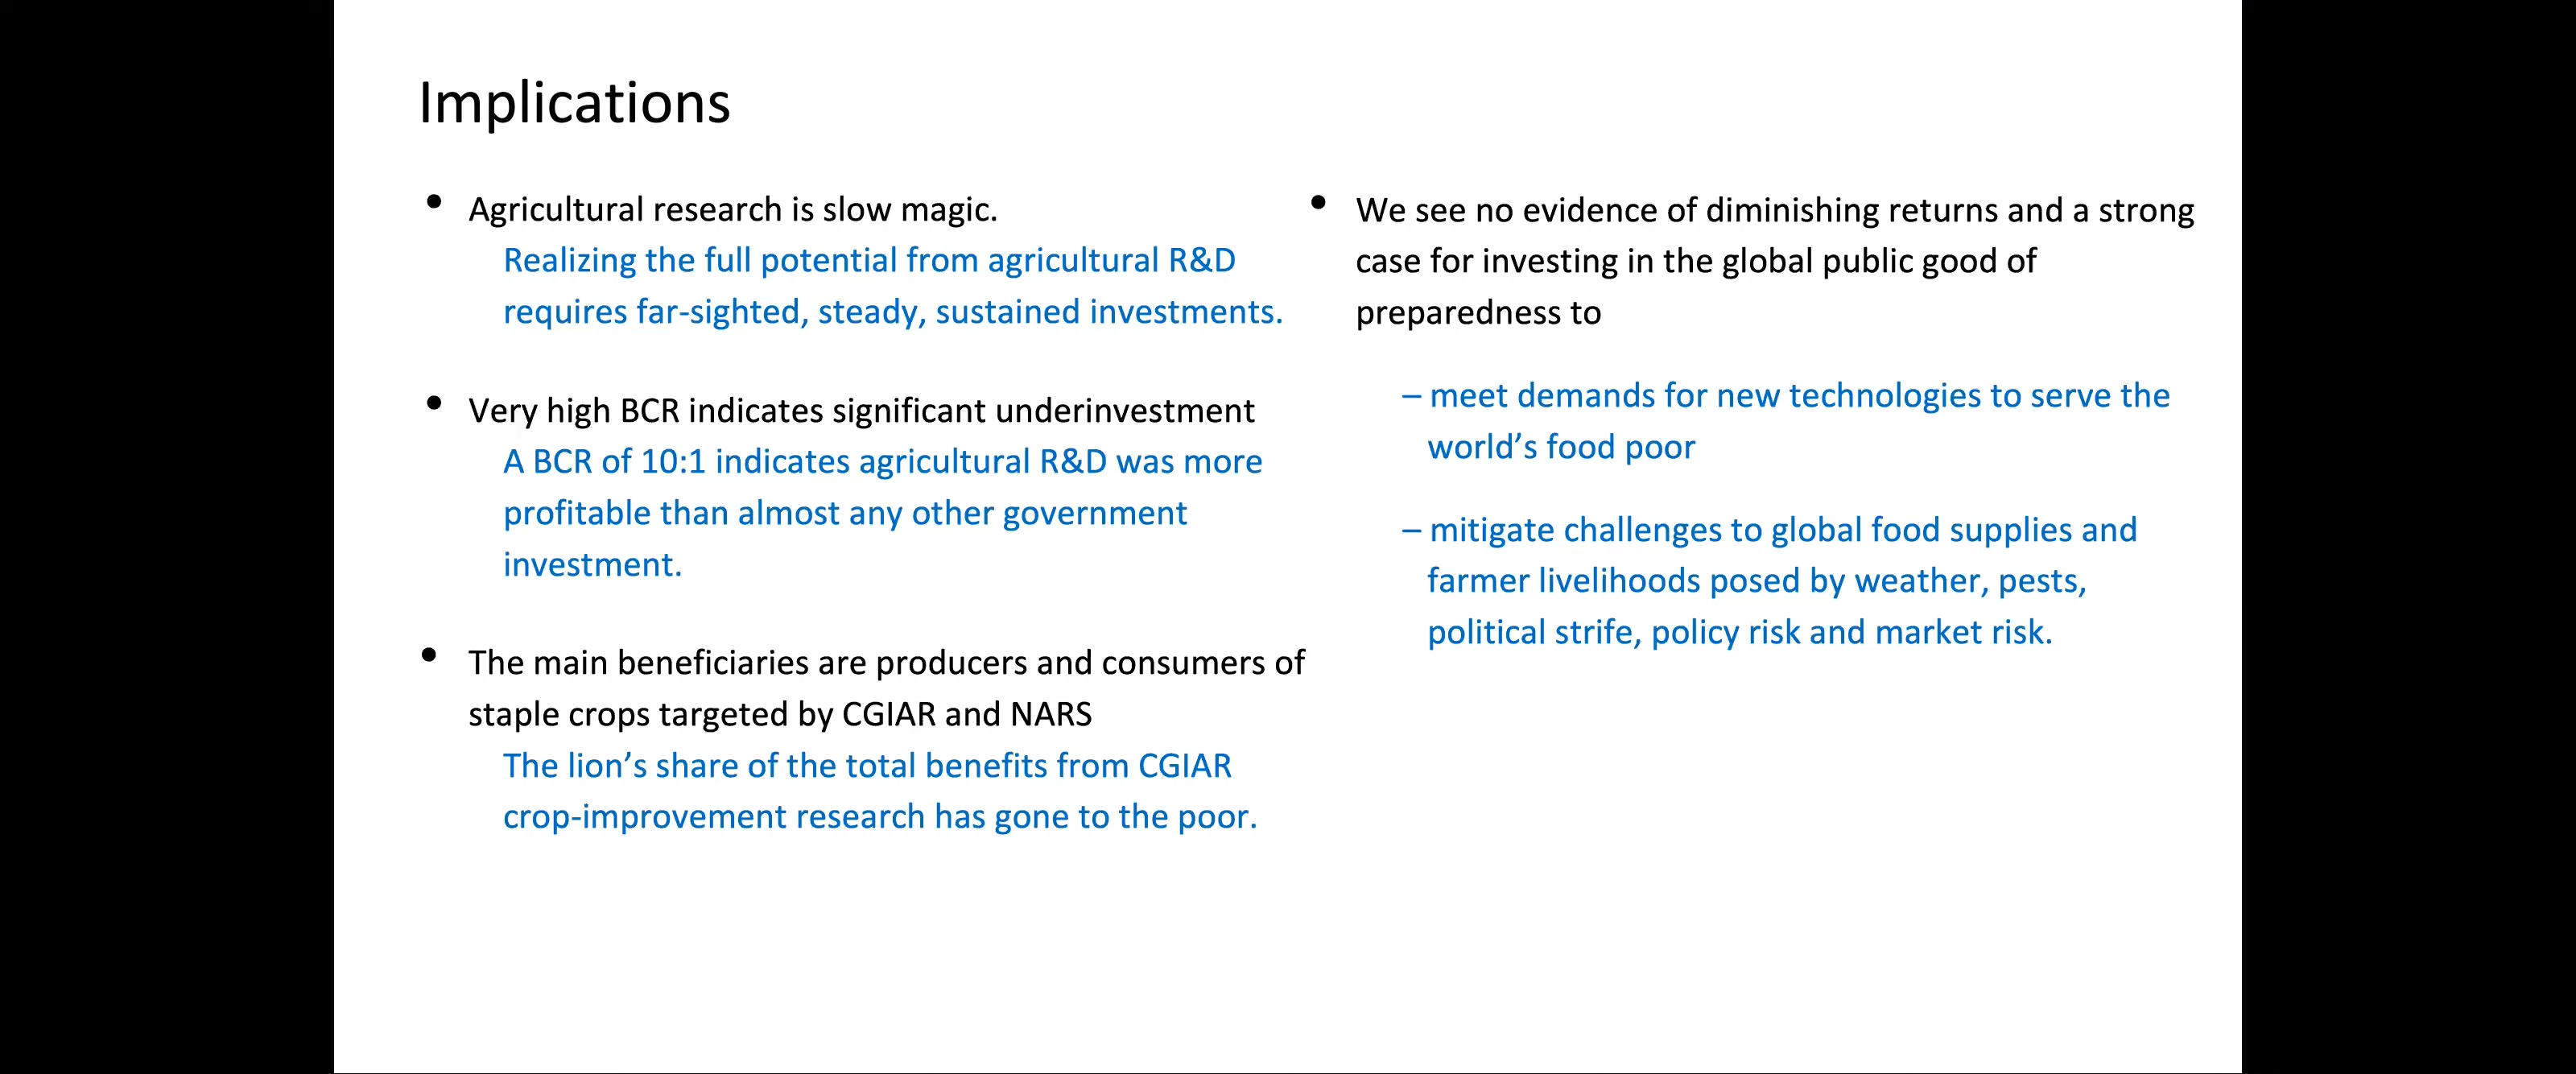 Implications
• Agricultural research is slow magic.
Realizing the full potential from agricultural R&D
requires far-sighted, steady, sustained investments.
• Very high BCR indicates significant underinvestment
A BCR of 10:1 indicates agricultural R&D was more
profitable than almost any other government
investment.
• The main beneficiaries are producers and consumers of
staple crops targeted by CGIAR and NARS
The lion’s share of the total benefits from CGIAR
crop-improvement research has gone to the poor.
• We see no evidence of diminishing returns and a strong
case for investing in the global public good of
preparedness to
– meet demands for new technologies to serve the
world’s food poor
– mitigate challenges to global food supplies and
farmer livelihoods posed by weather, pests,
political strife, policy risk and market risk.